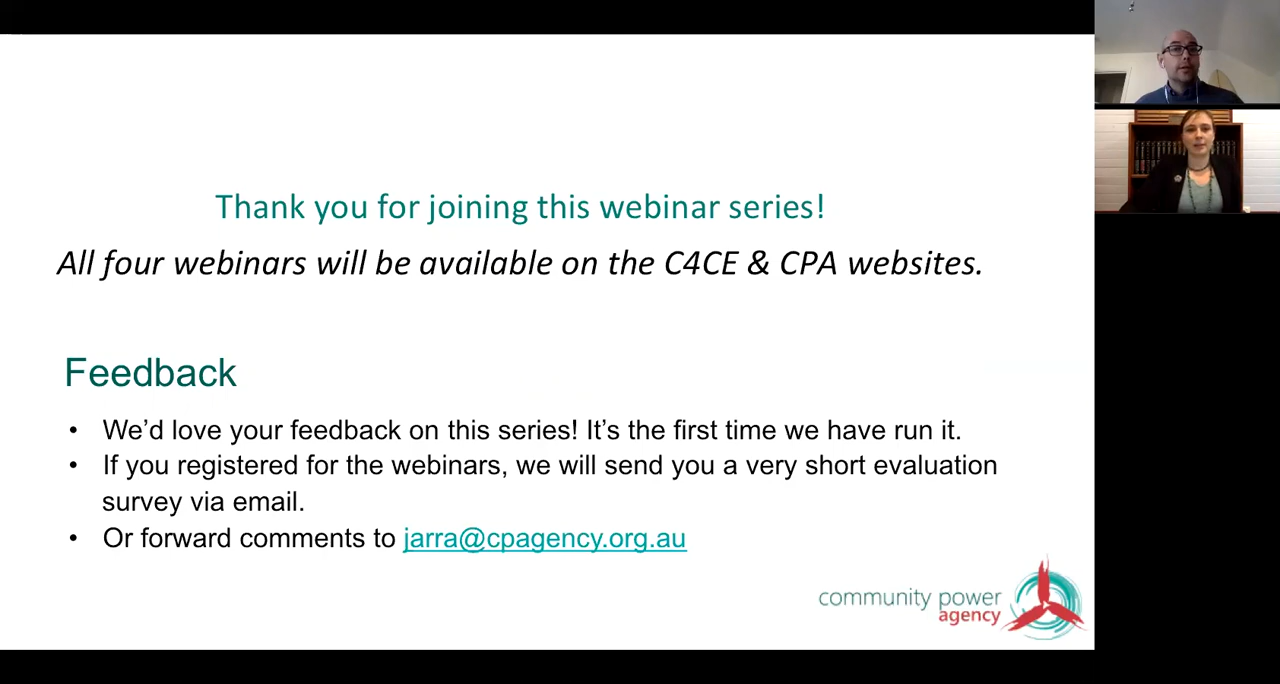 Thank you for joining this webinar series!
All four webinars will be available on the C4CE & CPA websites.
Feedback
• We’d love your feedback on this series! It’s the first time we have run it.
• If you registered for the webinars, we will send you a very short evaluation
survey via email.
• Or forward comments to jarra@cpagency.org.au
community power
agency